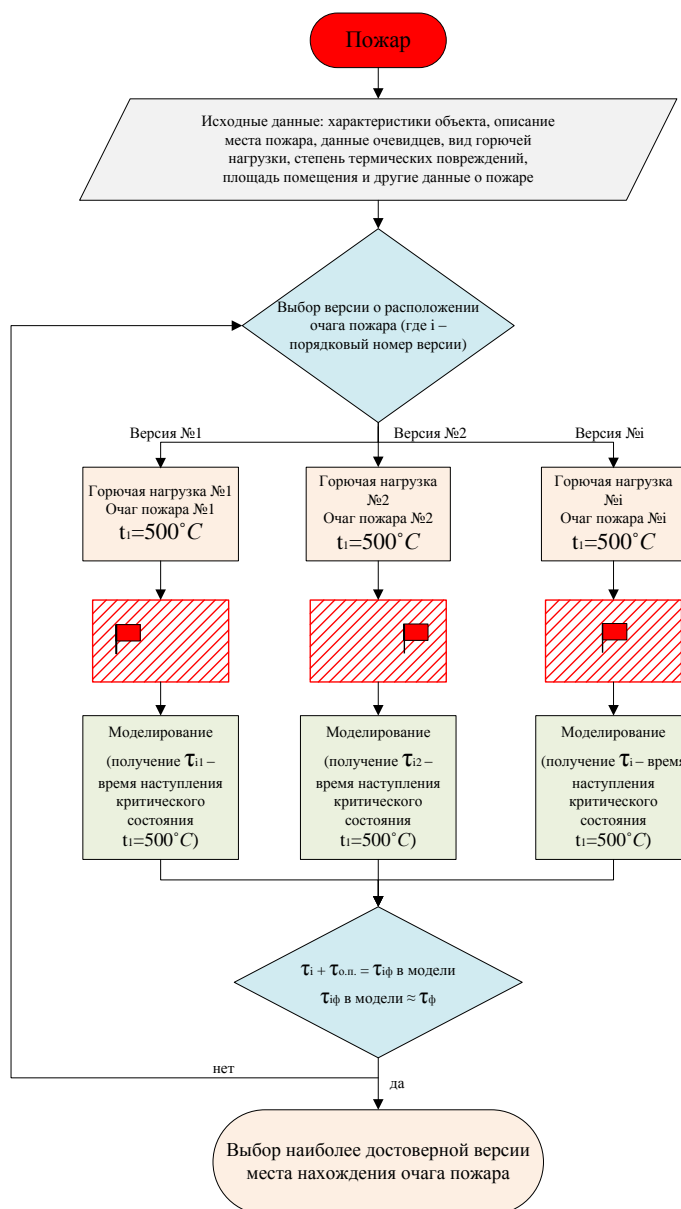 Пожар
Исходные данные: характеристики объекта, описание
места пожара, данные очевидцев, вид горючей
нагрузки, степень термических повреждений,
площадь помещения и другие данные о пожаре
Выбор версии о расположении
очага пожара (где i –
порядковый номер версии)
Версия №1
Версия №2
Версия №i
Горючая нагрузка №1
Очаг пожара №1
t₁=500˚C
Горючая нагрузка
№2
Очаг пожара №2
t₁=500˚C
Горючая нагрузка
№i
Очаг пожара №i
t₁=500˚C
Моделирование
(получение τi1 –
время наступления
критического
состояния
t₁=500˚C)
Моделирование
(получение τi2 –
время наступления
критического
состояния
t₁=500˚C)
Моделирование
(получение τi – время
наступления
критического
состояния
t₁=500˚C)
τi + τо.п. = τiф в модели
τiф в модели ≈ τф
нет
да
Выбор наиболее достоверной версии
места нахождения очага пожара